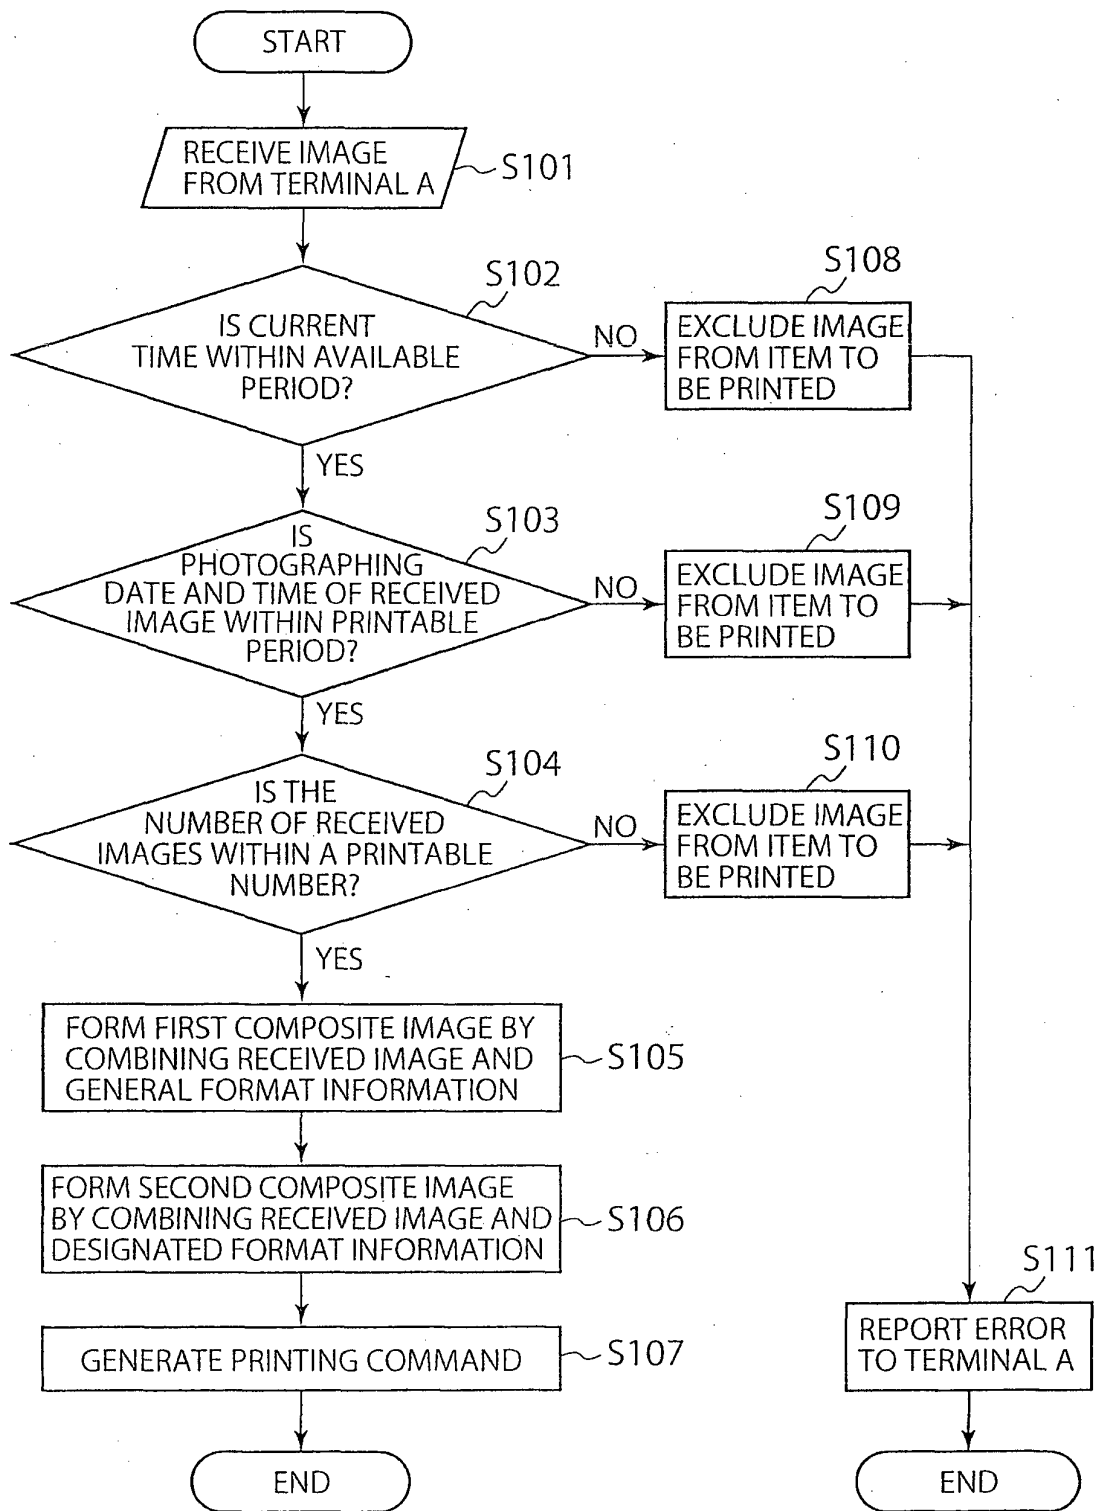 START
RECEIVE IMAGE
FROM TERMINAL A
S101
IS CURRENT
TIME WITHIN AVAILABLE
PERIOD?
S102
NO
EXCLUDE IMAGE
FROM ITEM TO
BE PRINTED
S108
YES
IS
PHOTOGRAPHING
DATE AND TIME OF RECEIVED
IMAGE WITHIN PRINTABLE
PERIOD?
S103
NO
EXCLUDE IMAGE
FROM ITEM TO
BE PRINTED
S109
YES
IS THE
NUMBER OF RECEIVED
IMAGES WITHIN A PRINTABLE
NUMBER?
S104
NO
EXCLUDE IMAGE
FROM ITEM TO
BE PRINTED
S110
YES
FORM FIRST COMPOSITE IMAGE BY
COMBINING RECEIVED IMAGE AND
GENERAL FORMAT INFORMATION
S105
FORM SECOND COMPOSITE IMAGE
BY COMBINING RECEIVED IMAGE AND
DESIGNATED FORMAT INFORMATION
S106
GENERATE PRINTING COMMAND
S107
END
S111
REPORT ERROR
TO TERMINAL A
END